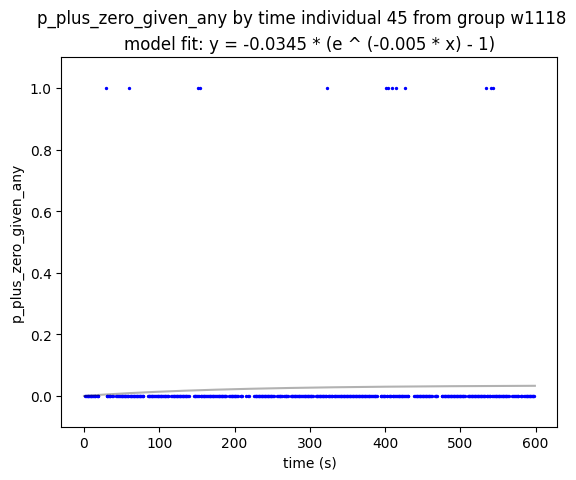 p_plus_zero_given_any by time individual 45 from group w1118
model fit: y = -0.0345 * (e ^ (-0.005 * x) - 1)
1.0
0.8
0.6
0.4
0.2
0.0
p_plus_zero_given_any
0 100 200 300 400 500 600
time (s)